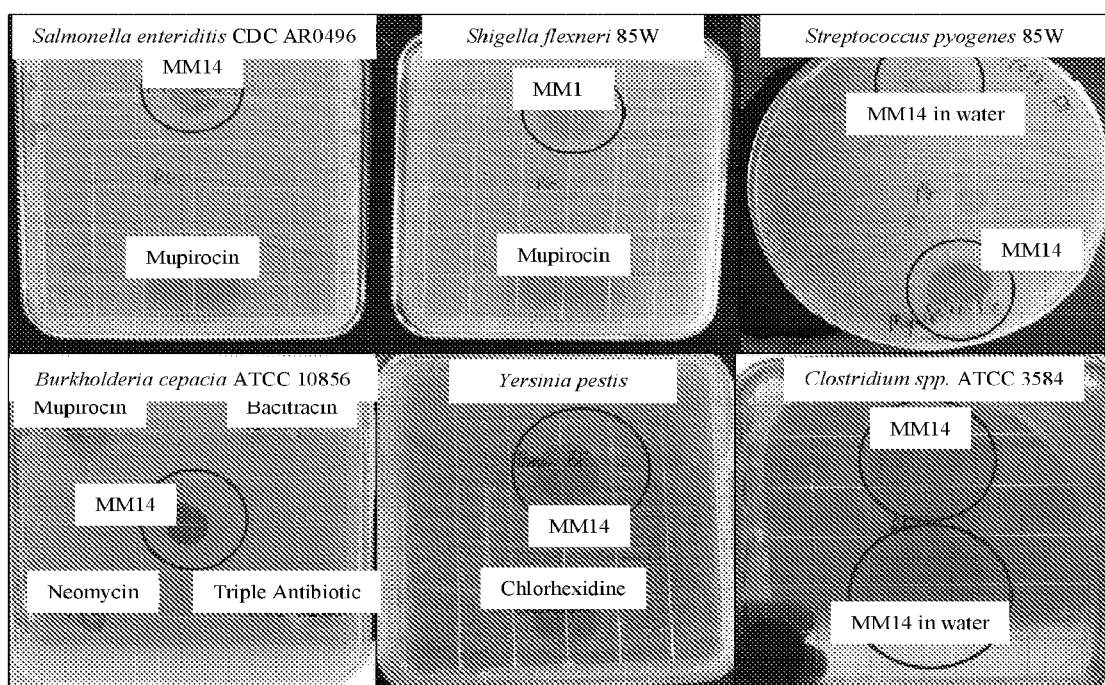 Salmonella enteriditis CDC AR0496
MM14
Mupirocin
Shigella flexneri 85W
MM1
Mupirocin
Streptococcus pyogenes 85W
MM14 in water
MM14
Burkholderia cepacia ATCC 10856
Mupirocin
Bacitracin
MM14
Neomycin
Triple Antibiotic
Yersinia pestis
MM14
Chlorhexidine
Clostridium spp. ATCC 3584
MM14
MM14 in water